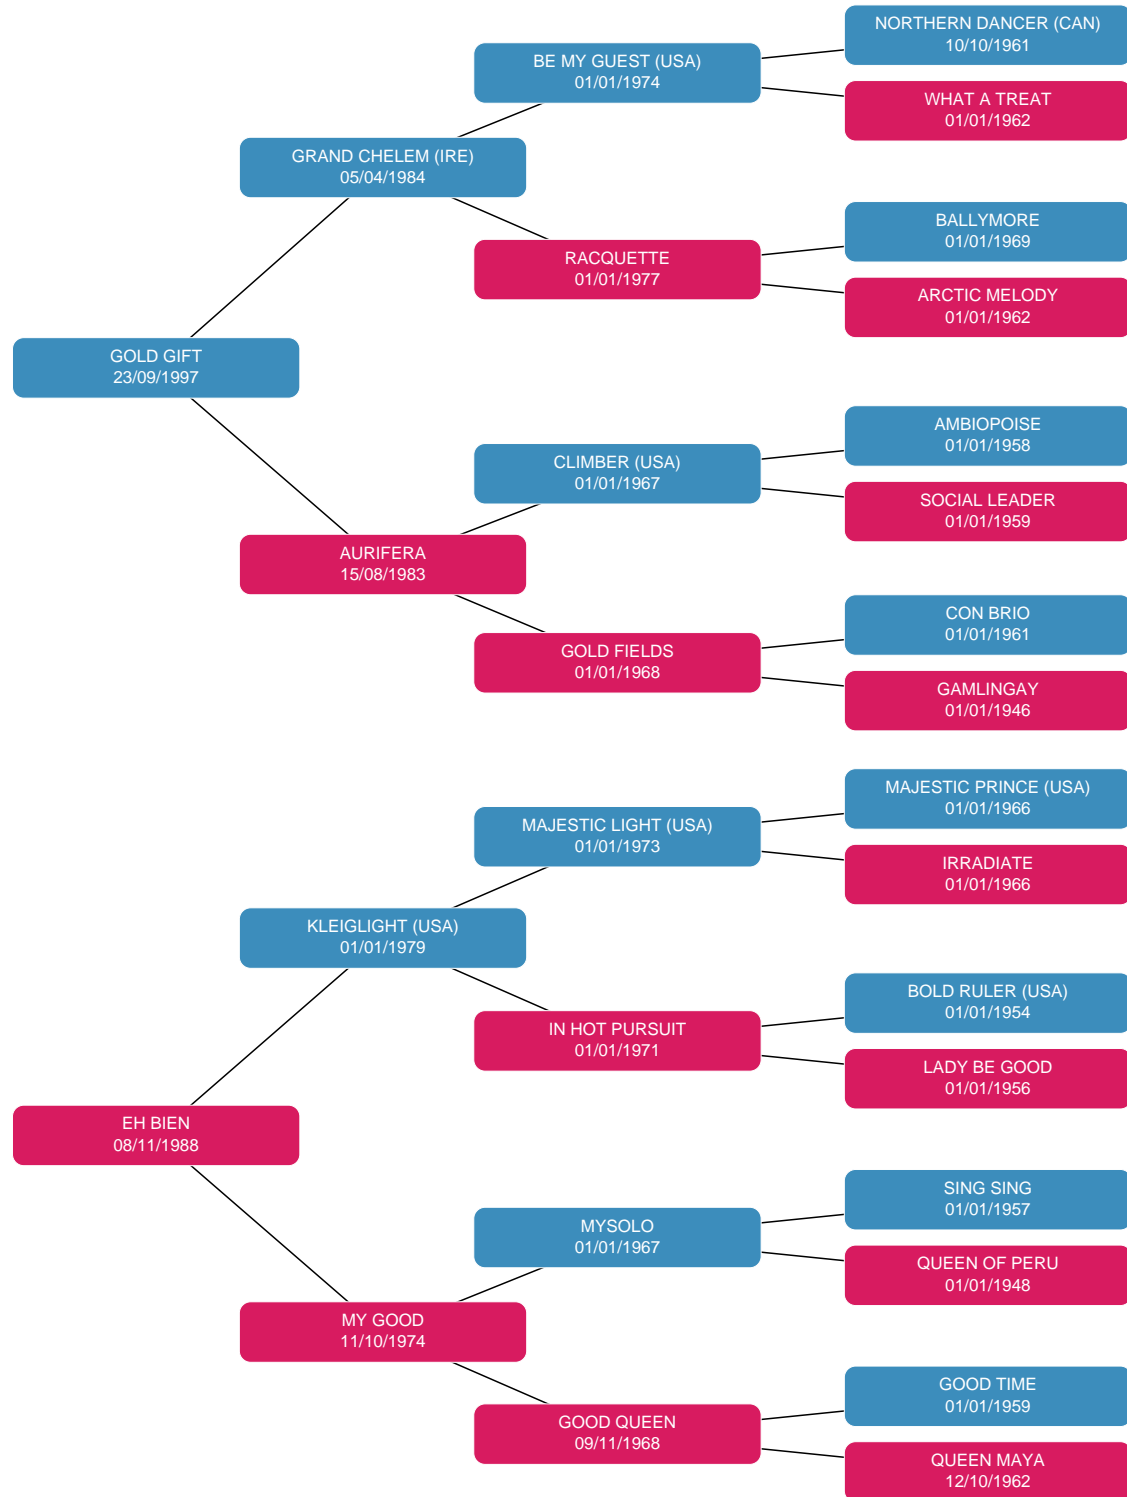 NORTHERN DANCER (CAN)
10/10/1961
BE MY GUEST (USA)
01/01/1974
WHAT A TREAT
01/01/1962
GRAND CHELEM (IRE)
05/04/1984
BALLYMORE
01/01/1969
RACQUETTE
01/01/1977
ARCTIC MELODY
01/01/1962
GOLD GIFT
23/09/1997
AMBIOPOISE
01/01/1958
CLIMBER (USA)
01/01/1967
SOCIAL LEADER
01/01/1959
AURIFERA
15/08/1983
CON BRIO
01/01/1961
GOLD FIELDS
01/01/1968
GAMLINGAY
01/01/1946
MAJESTIC PRINCE (USA)
01/01/1966
MAJESTIC LIGHT (USA)
01/01/1973
IRRADIATE
01/01/1966
KLEIGLIGHT (USA)
01/01/1979
BOLD RULER (USA)
01/01/1954
IN HOT PURSUIT
01/01/1971
LADY BE GOOD
01/01/1956
EH BIEN
08/11/1988
SING SING
01/01/1957
MYSOLO
01/01/1967
QUEEN OF PERU
01/01/1948
MY GOOD
11/10/1974
GOOD TIME
01/01/1959
GOOD QUEEN
09/11/1968
QUEEN MAYA
12/10/1962